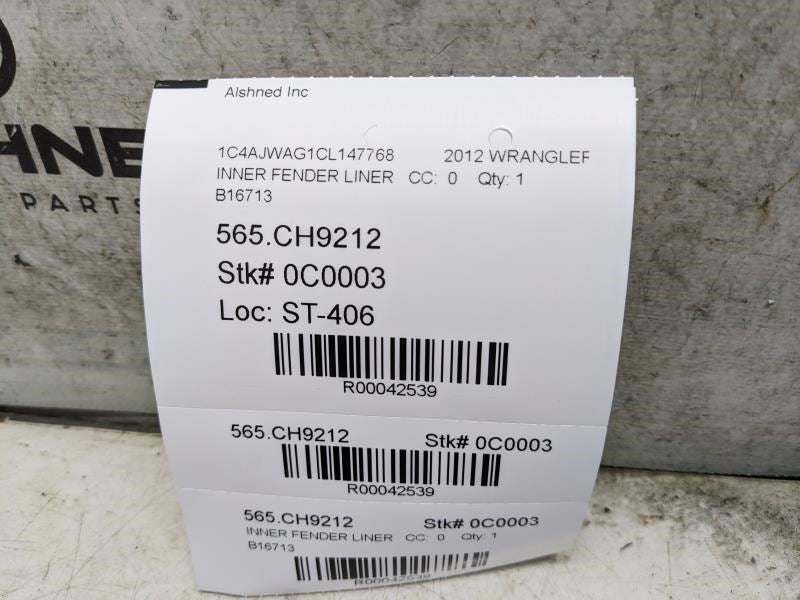 HNE
PARTS
Alshned Inc
1C4AJWAG1CL147768 2012 WRANGLER
INNER FENDER LINER CC: 0 Qty: 1
B16713
565.CH9212
Stk# 0C0003
Loc: ST-406
R00042539
565.CH9212 Stk# 0C0003
R00042539
565.CH9212 Stk# 0C0003
INNER FENDER LINER CC: 0 Qty: 1
B16713
R00042539